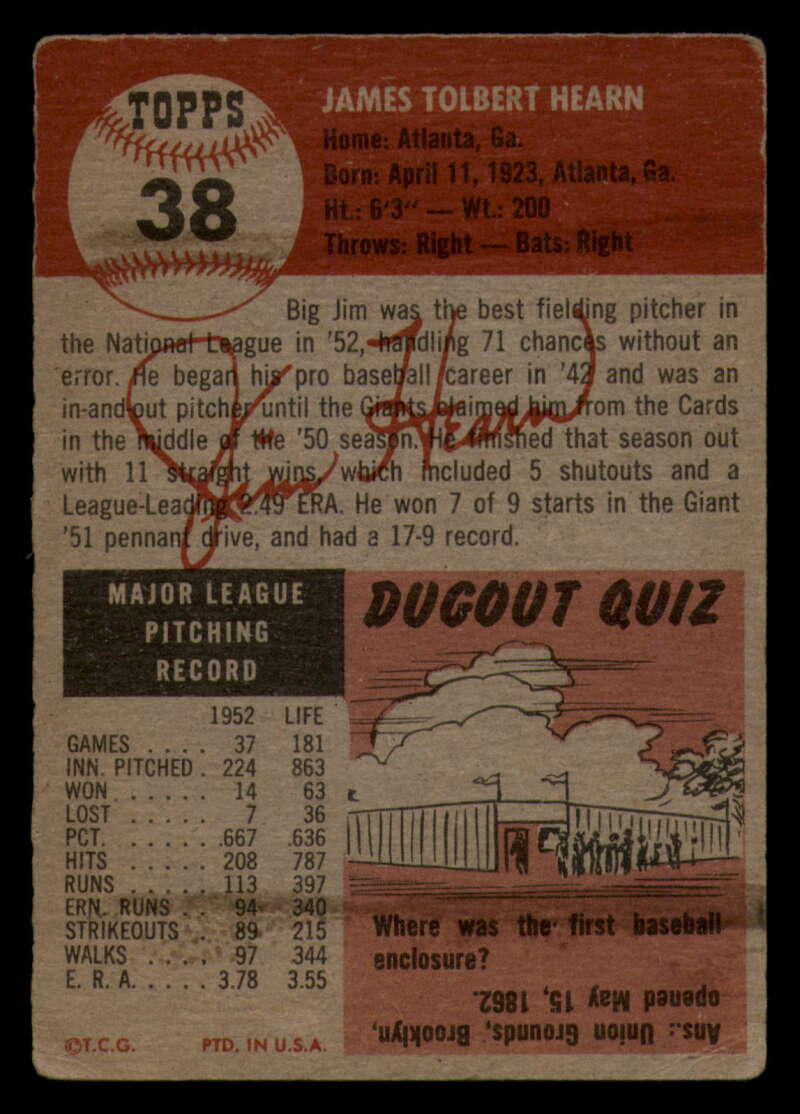 TOPPS
38
JAMES TOLBERT HEARN
Home: Atlanta, Ga.
Born: April 11, 1923, Atlanta, Ga.
Ht.: 6'3" — Wt.: 200
Throws: Right — Bats: Right
Big Jim was the best fielding pitcher in
the National League in '52, handling 71 chances without an
error. He began his pro baseball career in '42 and was an
in-and-out pitcher until the Giants claimed him from the Cards
in the middle of the '50 season. He finished that season out
with 11 straight wins, which included 5 shutouts and a
League-Leading 2.49 ERA. He won 7 of 9 starts in the Giant
'51 pennant drive, and had a 17-9 record.
Jim Hearn
MAJOR LEAGUE
PITCHING
RECORD
1952 LIFE
GAMES . . . . 37 181
INN. PITCHED . 224 863
WON . . . . . . 14 63
LOST . . . . . . 7 36
PCT. . . . . . . .667 .636
HITS . . . . . 208 787
RUNS . . . . . 113 397
ERN. RUNS . . 94 340
STRIKEOUTS . 89 215
WALKS . . . . 97 344
E. R. A. . . . . 3.78 3.55
©T.C.G. PTD. IN U.S.A.
DUGOUT QUIZ
Where was the first baseball
enclosure?
Ans.: Union Grounds, Brooklyn,
opened May 15, 1862.